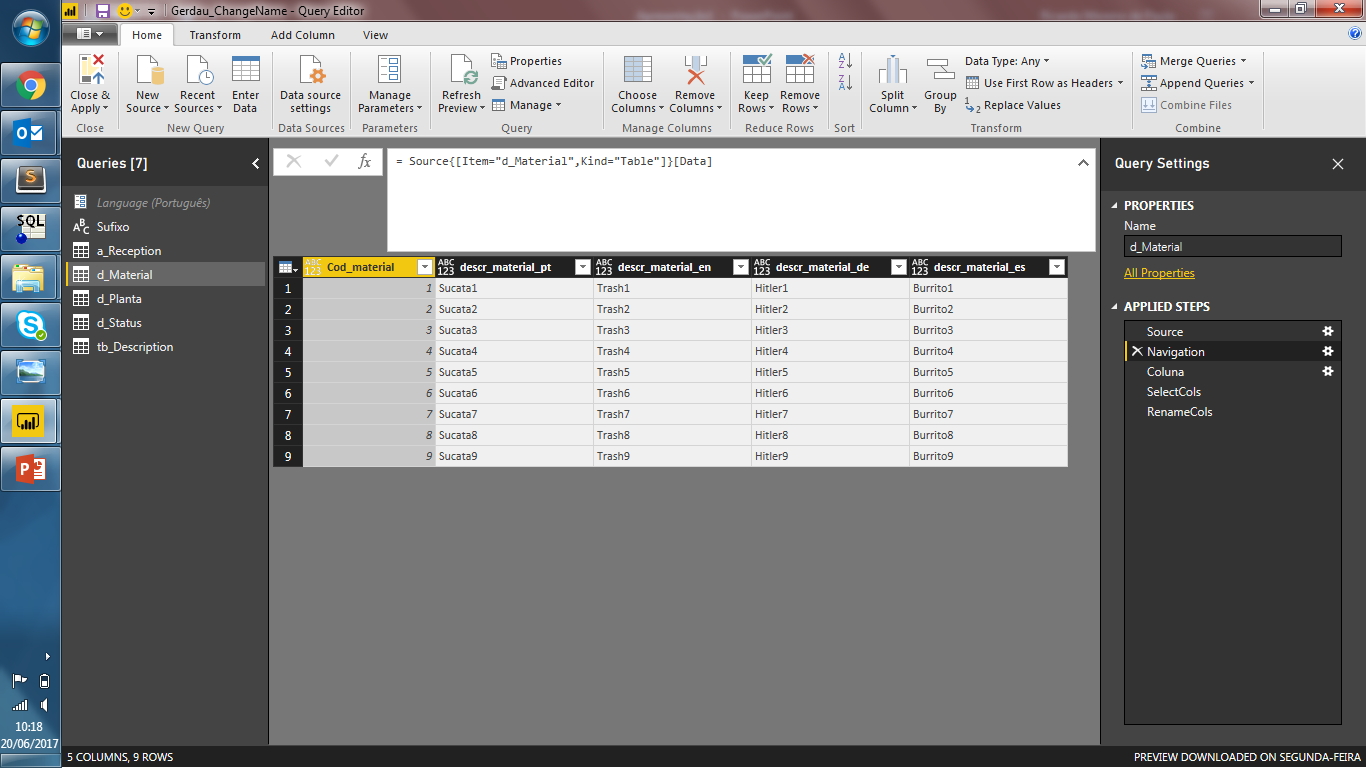 Gerdau_ChangeName - Query Editor
Home Transform Add Column View
Close & Apply
New Source
Recent Sources
Enter Data
Data source settings
Manage Parameters
Refresh Preview
Properties
Advanced Editor
Manage
Choose Columns
Remove Columns
Keep Rows
Remove Rows
Split Column
Group By
Data Type: Any
Use First Row as Headers
Replace Values
Merge Queries
Append Queries
Combine Files
Close New Query Data Sources Parameters Query Manage Columns Reduce Rows Sort Transform Combine
Queries [7]
Language (Português)
Sufixo
a_Reception
d_Material
d_Planta
d_Status
tb_Description
= Source{[Item="d_Material",Kind="Table"]}[Data]
Cod_material descr_material_pt descr_material_en descr_material_de descr_material_es
1 1 Sucata1 Trash1 Hitler1 Burrito1
2 2 Sucata2 Trash2 Hitler2 Burrito2
3 3 Sucata3 Trash3 Hitler3 Burrito3
4 4 Sucata4 Trash4 Hitler4 Burrito4
5 5 Sucata5 Trash5 Hitler5 Burrito5
6 6 Sucata6 Trash6 Hitler6 Burrito6
7 7 Sucata7 Trash7 Hitler7 Burrito7
8 8 Sucata8 Trash8 Hitler8 Burrito8
9 9 Sucata9 Trash9 Hitler9 Burrito9
Query Settings
PROPERTIES
Name
d_Material
All Properties
APPLIED STEPS
Source
Navigation
Coluna
SelectCols
RenameCols
10:18
20/06/2017
5 COLUMNS, 9 ROWS
PREVIEW DOWNLOADED ON SEGUNDA-FEIRA